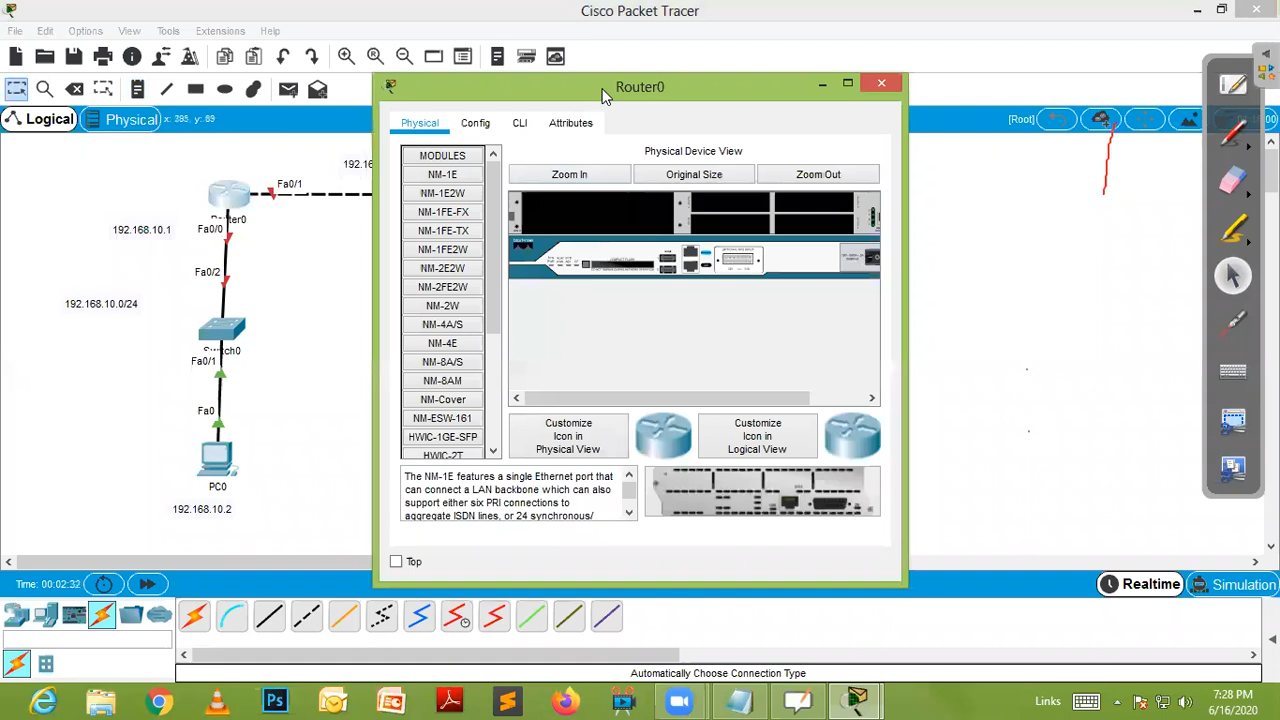 Cisco Packet Tracer
File Edit Options View Tools Extensions Help
Router0
Logical
Physical x: 285, y: 89
[Root]
Physical Config CLI Attributes
MODULES
NM-1E
NM-1E2W
NM-1FE-FX
NM-1FE-TX
NM-1FE2W
NM-2E2W
NM-2FE2W
NM-2W
NM-4A/S
NM-4E
NM-8A/S
NM-8AM
NM-Cover
NM-ESW-161
HWIC-1GE-SFP
HWIC-2T
Physical Device View
Zoom In Original Size Zoom Out
Customize
Icon in
Physical View
Customize
Icon in
Logical View
The NM-1E features a single Ethernet port that
can connect a LAN backbone which can also
support either six PRI connections to
aggregate ISDN lines, or 24 synchronous/
Top
192.16
Fa0/1
Fa0/0
192.168.10.1
Fa0/2
192.168.10.0/24
Fa0/1
Fa0
PC0
192.168.10.2
Time: 00:02:32
Realtime
Simulation
Automatically Choose Connection Type
Links
7:28 PM
6/16/2020